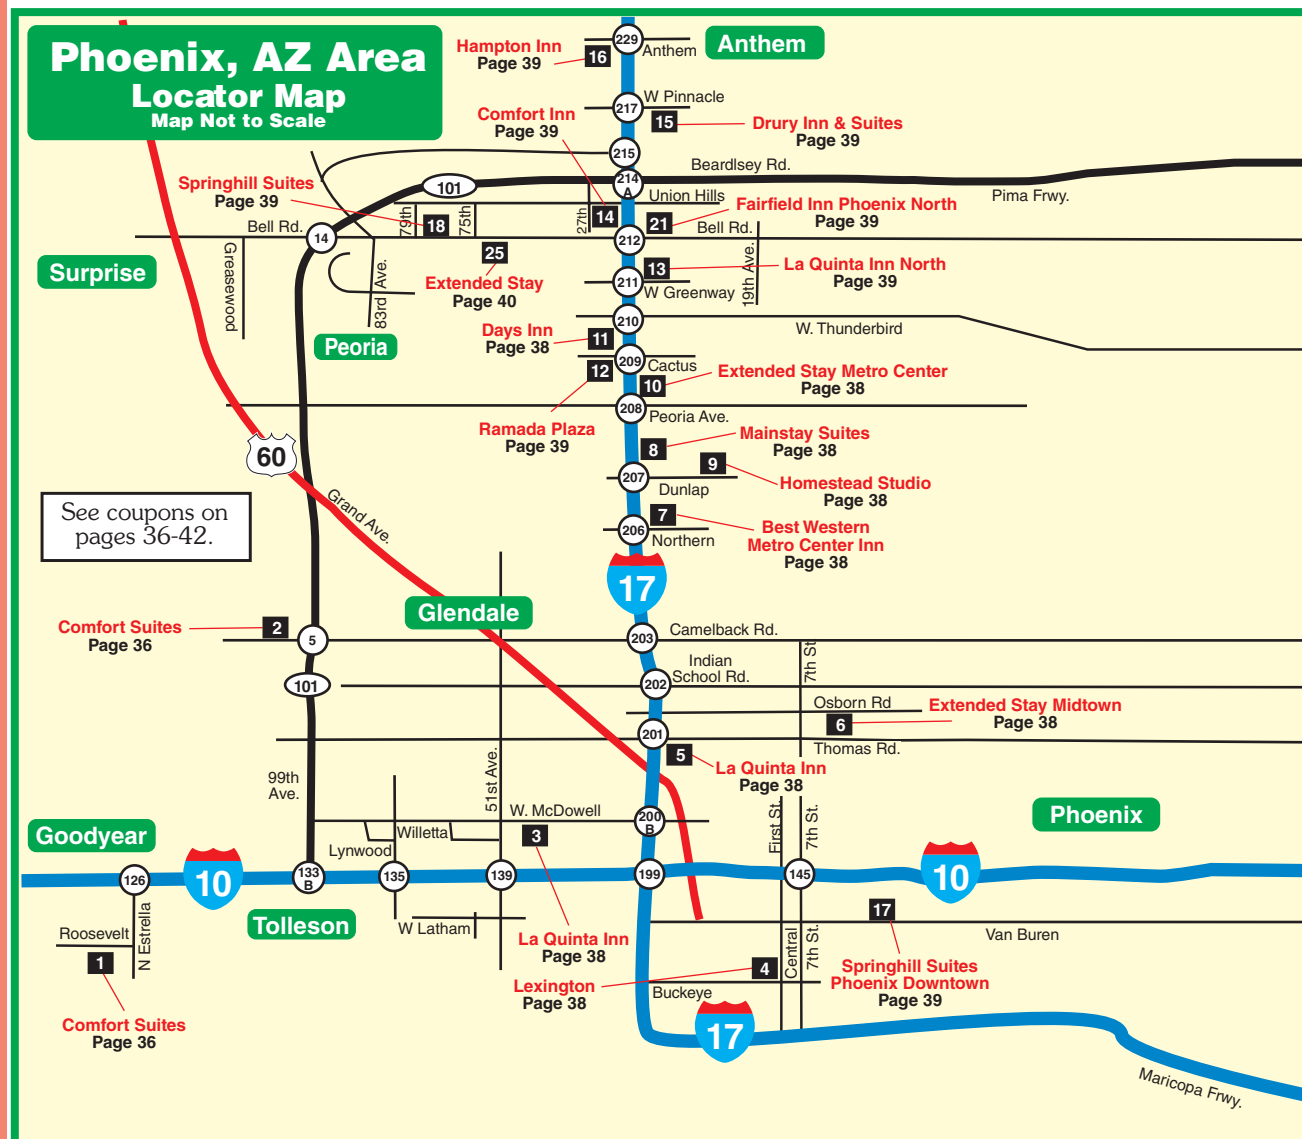 Phoenix, AZ Area
Locator Map
Map Not to Scale
Hampton Inn
Page 39
16
229
Anthem
Anthem
W Pinnacle
217
15
Drury Inn & Suites
Page 39
Comfort Inn
Page 39
215
Beardlsey Rd.
214
A
101
Pima Frwy.
Union Hills
Springhill Suites
Page 39
79th
18
75th
27th
14
21
Fairfield Inn Phoenix North
Page 39
Bell Rd.
14
Bell Rd.
212
25
Extended Stay
Page 40
Surprise
Greasewood
83rd Ave.
13
La Quinta Inn North
Page 39
211
W Greenway
19th Ave.
210
W. Thunderbird
Peoria
Days Inn
Page 38
11
209
Cactus
12
10
Extended Stay Metro Center
Page 38
208
Peoria Ave.
Ramada Plaza
Page 39
8
Mainstay Suites
Page 38
60
9
Homestead Studio
Page 38
207
Dunlap
Grand Ave.
See coupons on
pages 36-42.
7
Best Western
Metro Center Inn
Page 38
206
Northern
17
Glendale
Comfort Suites
Page 36
2
5
203
Camelback Rd.
101
Indian
School Rd.
202
7th St
Osborn Rd
Extended Stay Midtown
Page 38
6
201
Thomas Rd.
5
La Quinta Inn
Page 38
99th
Ave.
51st Ave.
W. McDowell
200
B
First St.
7th St.
Phoenix
Goodyear
Willetta
Lynwood
3
126
10
133
B
135
139
199
145
10
Tolleson
N Estrella
Roosevelt
1
W Latham
La Quinta Inn
Page 38
17
Van Buren
Central
7th St.
Springhill Suites
Phoenix Downtown
Page 39
4
Lexington
Page 38
Buckeye
Comfort Suites
Page 36
17
Maricopa Frwy.